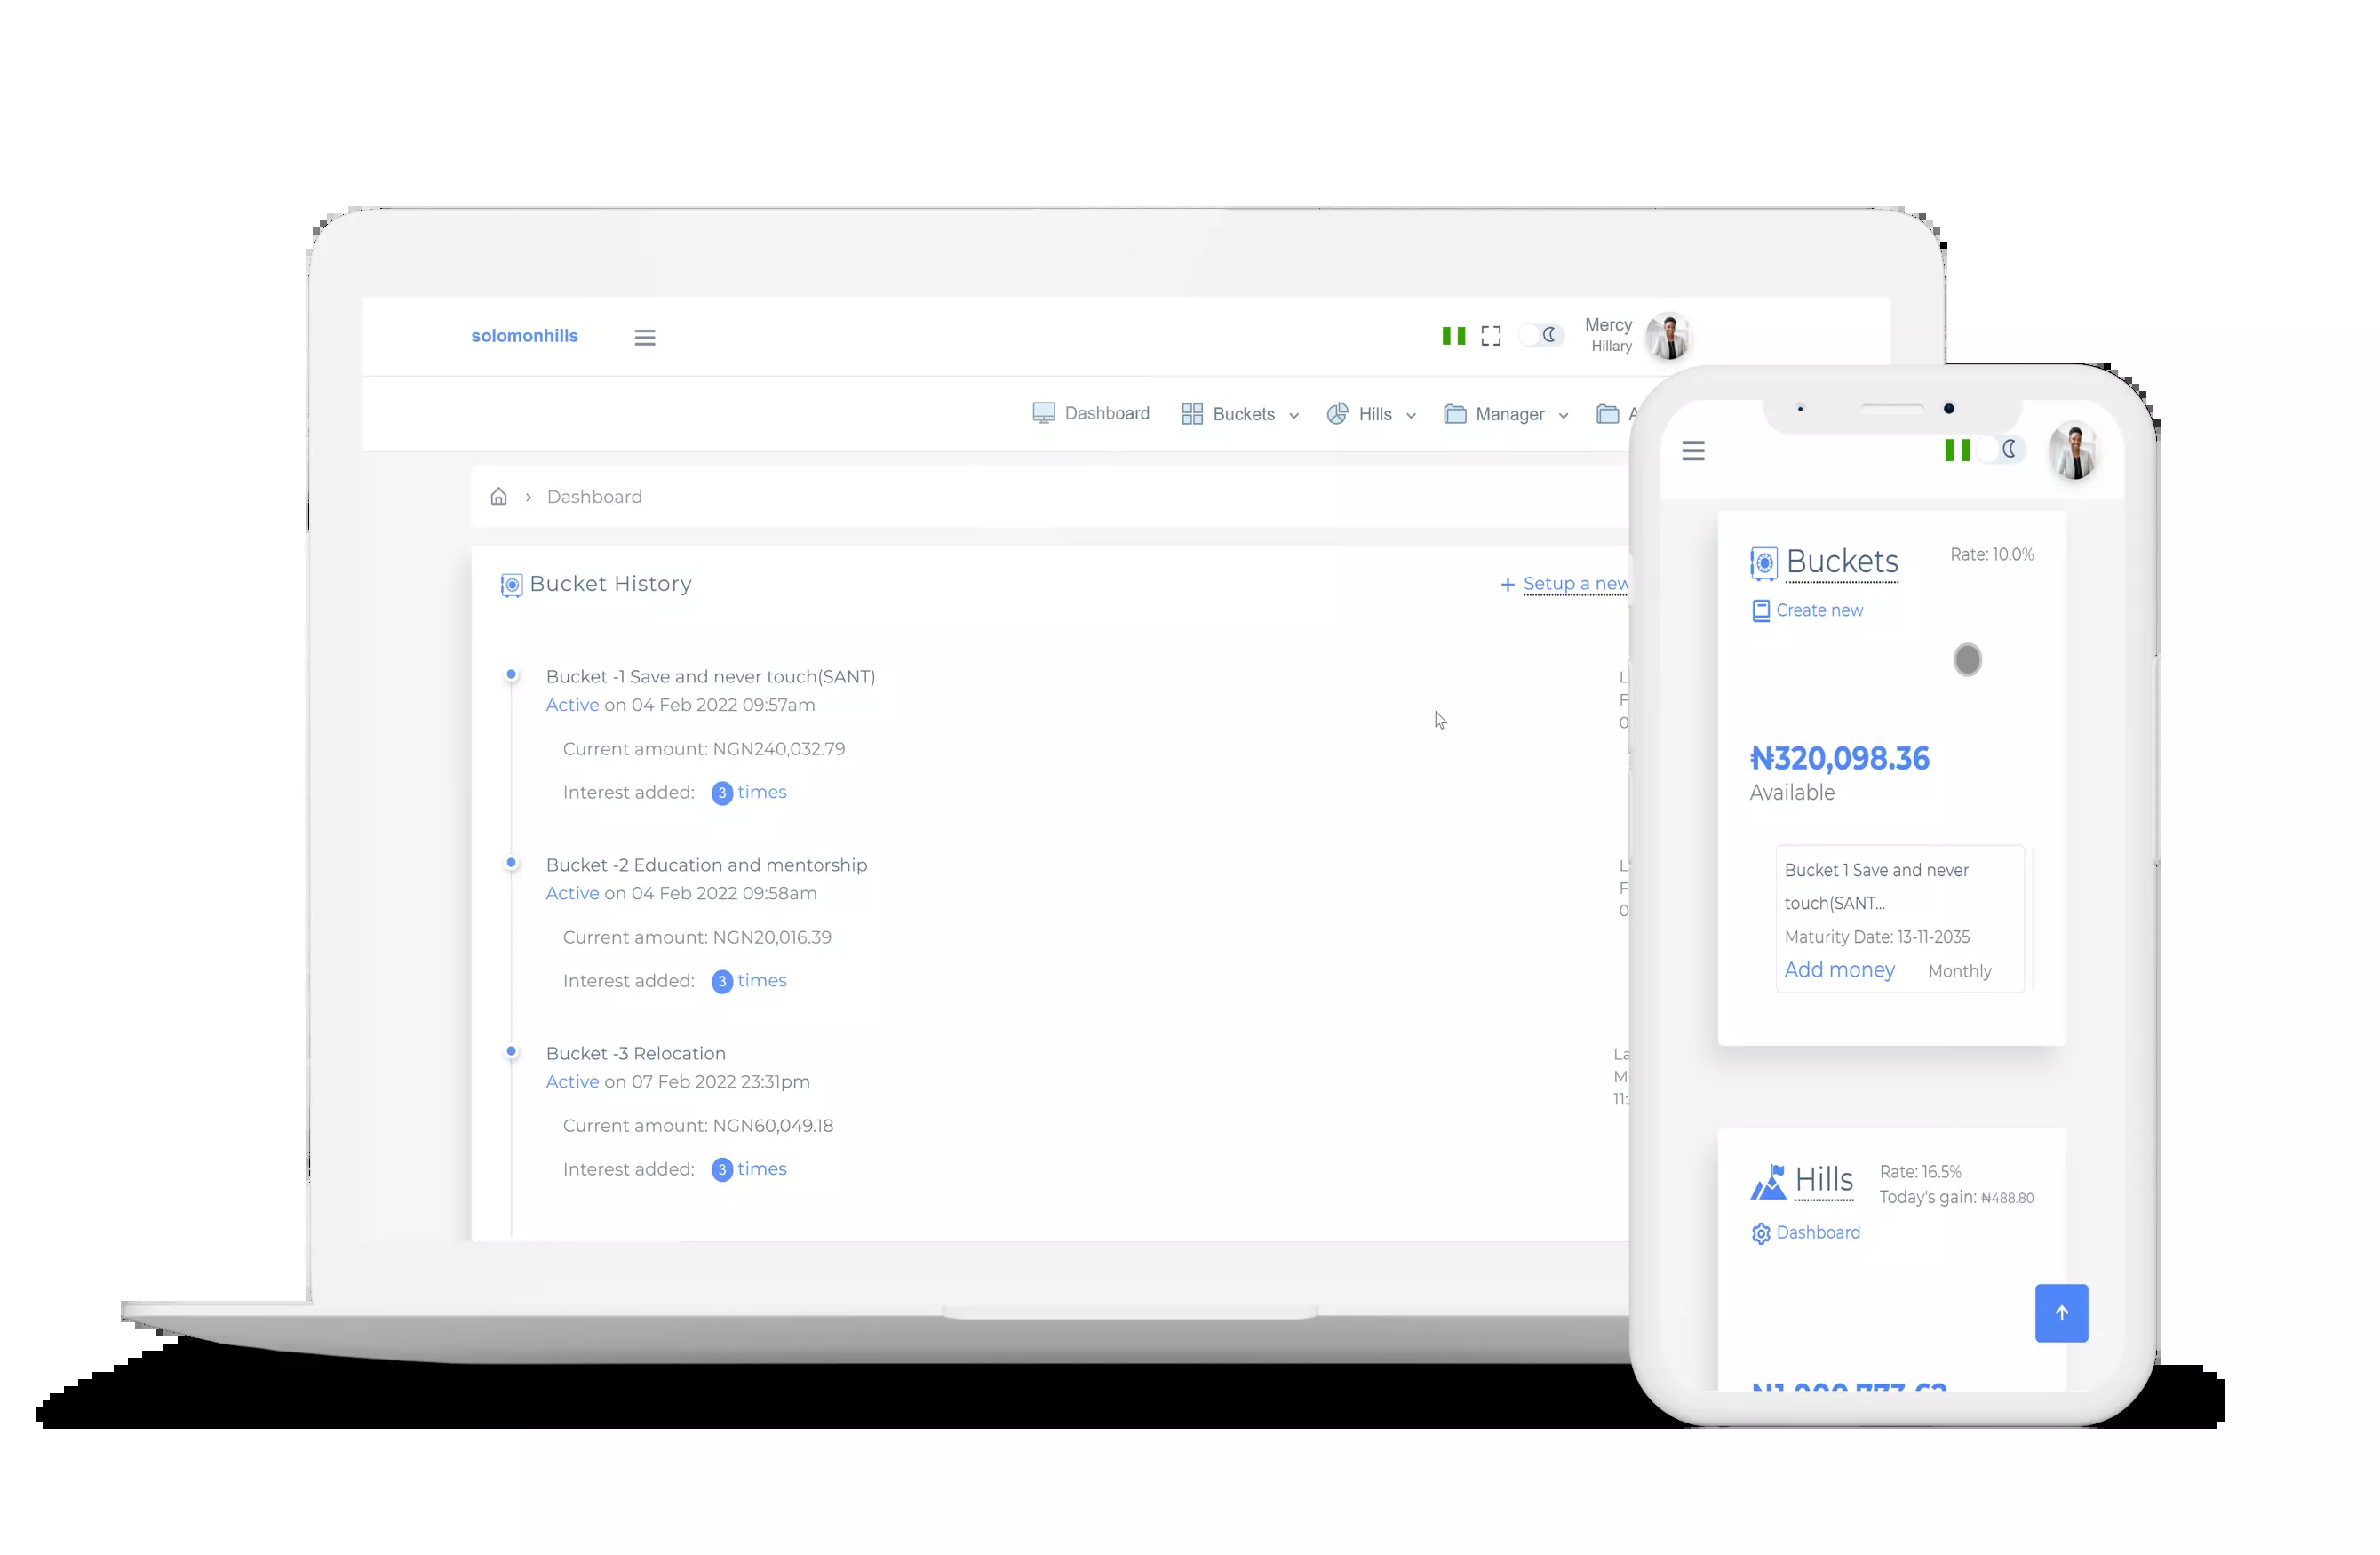 solomonhills
Mercy
Hillary
Dashboard Buckets Hills Manager
Dashboard
Bucket History
+ Setup a new
Bucket -1 Save and never touch(SANT)
Active on 04 Feb 2022 09:57am
Current amount: NGN240,032.79
Interest added: 3 times
Bucket -2 Education and mentorship
Active on 04 Feb 2022 09:58am
Current amount: NGN20,016.39
Interest added: 3 times
Bucket -3 Relocation
Active on 07 Feb 2022 23:31pm
Current amount: NGN60,049.18
Interest added: 3 times
Buckets
Rate: 10.0%
Create new
₦320,098.36
Available
Bucket 1 Save and never
touch(SANT...
Maturity Date: 13-11-2035
Add money Monthly
Hills
Rate: 16.5%
Today's gain: ₦488.80
Dashboard